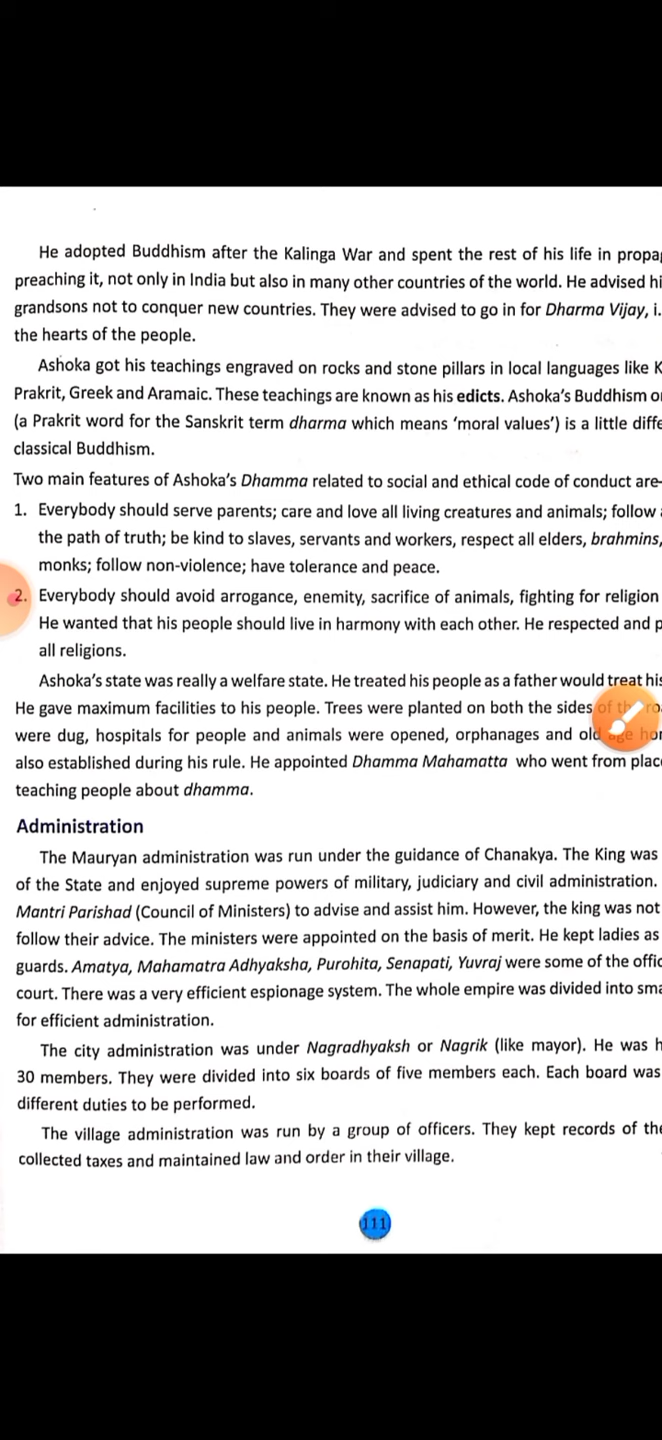 He adopted Buddhism after the Kalinga War and spent the rest of his life in
preaching it, not only in India but also in many other countries of the world. He advised
grandsons not to conquer new countries. They were advised to go in for Dharma Vijay, i.
the hearts of the people.
Ashoka got his teachings engraved on rocks and stone pillars in local languages like
Prakrit, Greek and Aramaic. These teachings are known as his edicts. Ashoka's Buddhism
(a Prakrit word for the Sanskrit term dharma which means 'moral values') is a little
classical Buddhism.
Two main features of Ashoka's Dhamma related to social and ethical code of conduct are-
1. Everybody should serve parents; care and love all living creatures and animals; follow
the path of truth; be kind to slaves, servants and workers, respect all elders, brahmins,
monks; follow non-violence; have tolerance and peace.
2. Everybody should avoid arrogance, enemity, sacrifice of animals, fighting for religion
He wanted that his people should live in harmony with each other. He respected and
all religions.
Ashoka's state was really a welfare state. He treated his people as a father would treat
He gave maximum facilities to his people. Trees were planted on both the sides of
were dug, hospitals for people and animals were opened, orphanages and old age
also established during his rule. He appointed Dhamma Mahamatta who went from
teaching people about dhamma.
Administration
The Mauryan administration was run under the guidance of Chanakya. The King was
of the State and enjoyed supreme powers of military, judiciary and civil administration.
Mantri Parishad (Council of Ministers) to advise and assist him. However, the king was not
follow their advice. The ministers were appointed on the basis of merit. He kept ladies as
guards. Amatya, Mahamatra Adhyaksha, Purohita, Senapati, Yuvraj were some of the
court. There was a very efficient espionage system. The whole empire was divided into
for efficient administration.
The city administration was under Nagradhyaksh or Nagrik (like mayor). He was
30 members. They were divided into six boards of five members each. Each board was
different duties to be performed.
The village administration was run by a group of officers. They kept records of
collected taxes and maintained law and order in their village.
111